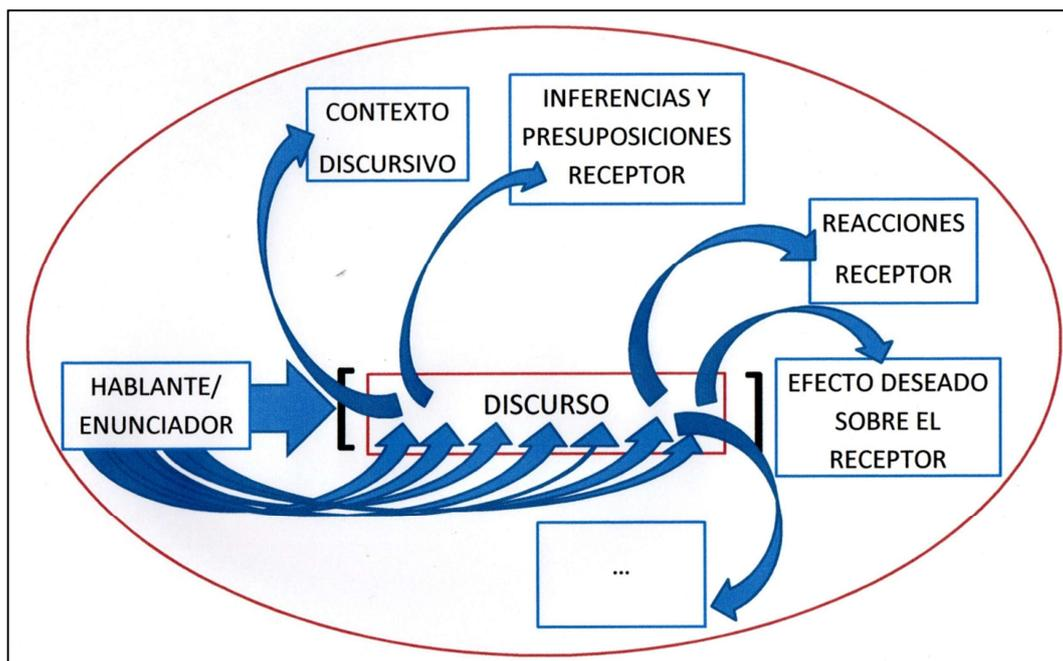 CONTEXTO
DISCURSIVO
INFERENCIAS Y
PRESUPOSICIONES
RECEPTOR
REACCIONES
RECEPTOR
HABLANTE/
ENUNCIADOR
[ DISCURSO ]
EFECTO DESEADO
SOBRE EL
RECEPTOR
...